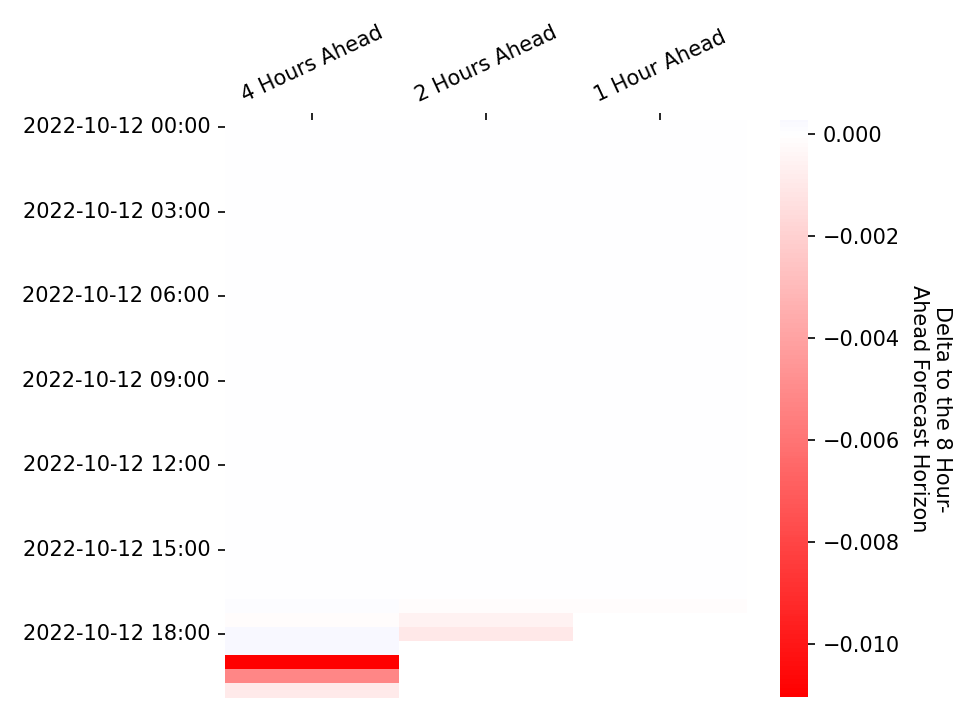 4 Hours Ahead
2 Hours Ahead
1 Hour Ahead
2022-10-12 00:00
2022-10-12 03:00
2022-10-12 06:00
2022-10-12 09:00
2022-10-12 12:00
2022-10-12 15:00
2022-10-12 18:00
0.000
−0.002
−0.004
−0.006
−0.008
−0.010
Delta to the 8 Hour-
Ahead Forecast Horizon